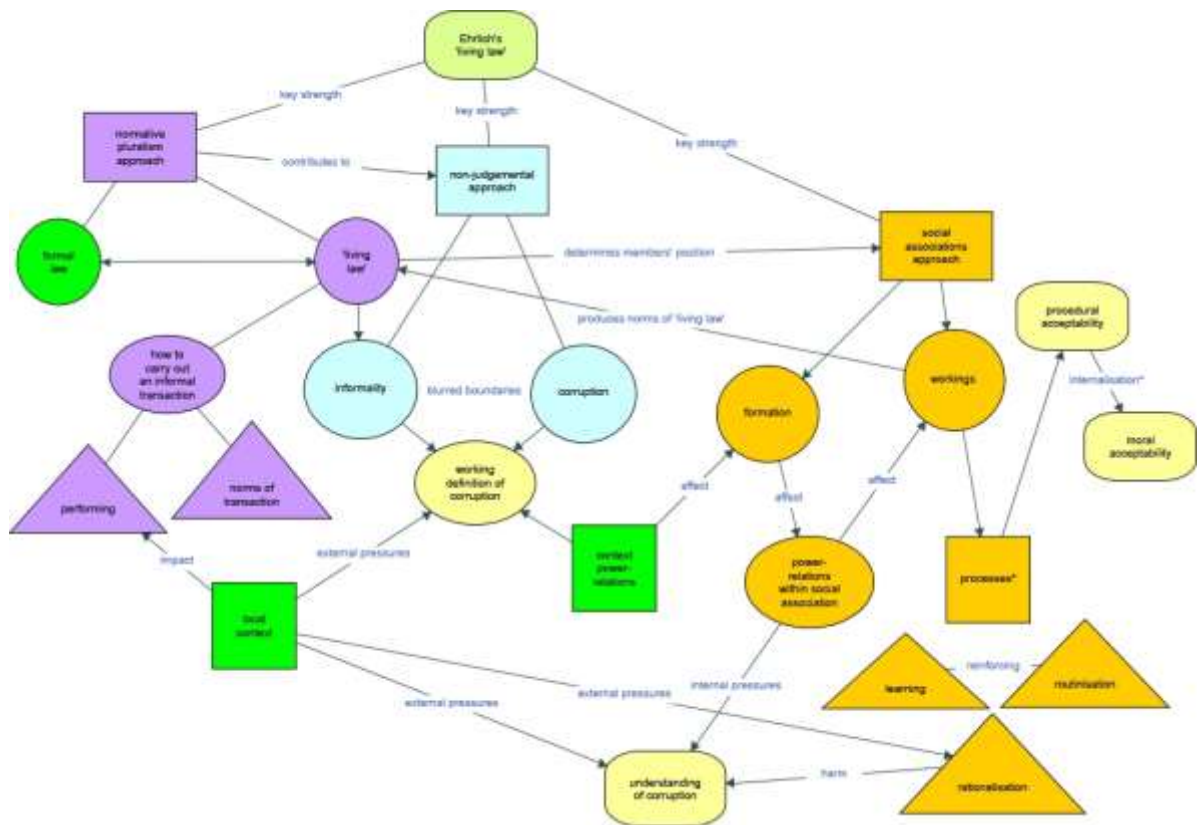 Ehrlich's
'living law'
key strength
key strength
key strength
normative
pluralism
approach
contributes to
non-judgemental
approach
formal
law
'living
law'
determines members' position
social
associations
approach
produces norms of 'living law'
procedural
acceptability
how to
carry out
an informal
transaction
informality
blurred boundaries
corruption
formation
workings
internalisation*
moral
acceptability
performing
norms of
transaction
working
definition of
corruption
affect
affect
affect
impact
external pressures
context
power-
relations
power-
relations
within social
association
processes*
local
context
external pressures
external pressures
internal pressures
learning
reinforcing
routinisation
understanding
of corruption
harm
rationalisation